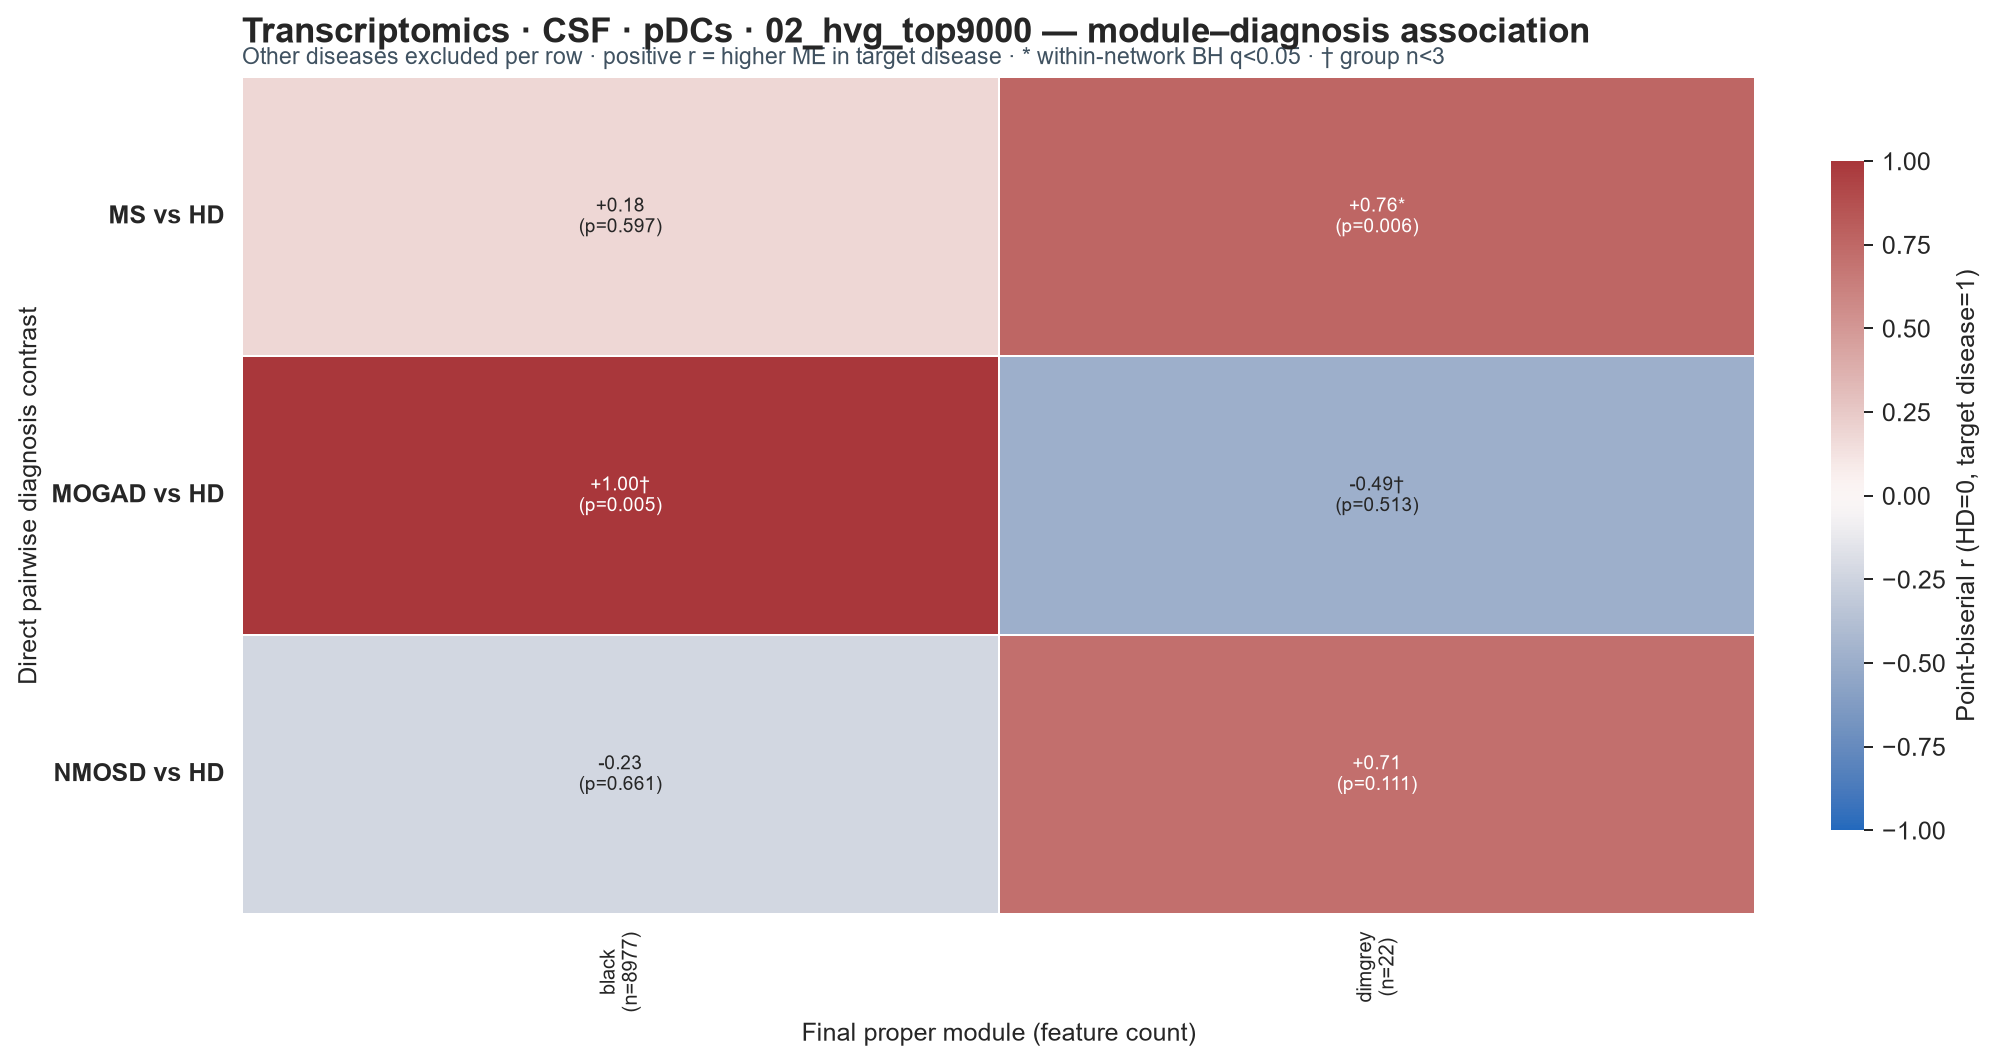 Transcriptomics · CSF · pDCs · 02_hvg_top9000 — module–diagnosis association
Other diseases excluded per row · positive r = higher ME in target disease · * within-network BH q<0.05 · † group n<3
Direct pairwise diagnosis contrast
MS vs HD
+0.18
(p=0.597)
+0.76*
(p=0.006)
MOGAD vs HD
+1.00†
(p=0.005)
-0.49†
(p=0.513)
NMOSD vs HD
-0.23
(p=0.661)
+0.71
(p=0.111)
black
(n=8977)
dimgrey
(n=22)
Final proper module (feature count)
1.00
0.75
0.50
0.25
0.00
−0.25
−0.50
−0.75
−1.00
Point-biserial r (HD=0, target disease=1)